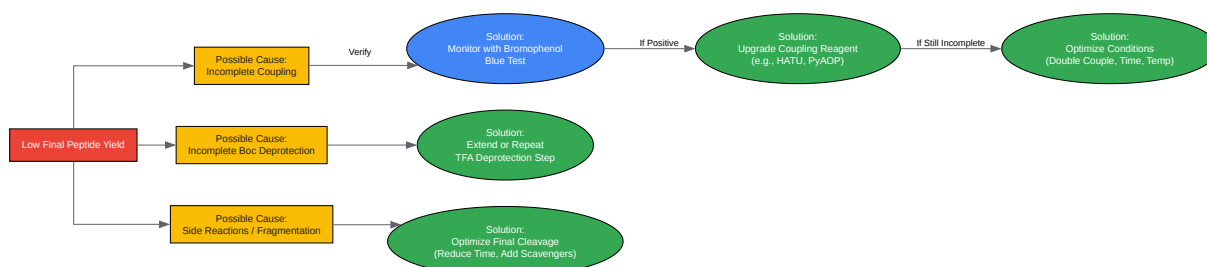 Low Final Peptide Yield
Possible Cause:
Incomplete Coupling
Verify
Solution:
Monitor with Bromophenol
Blue Test
If Positive
Solution:
Upgrade Coupling Reagent
(e.g., HATU, PyAOP)
If Still Incomplete
Solution:
Optimize Conditions
(Double Couple, Time, Temp)
Possible Cause:
Incomplete Boc Deprotection
Solution:
Extend or Repeat
TFA Deprotection Step
Possible Cause:
Side Reactions / Fragmentation
Solution:
Optimize Final Cleavage
(Reduce Time, Add Scavengers)